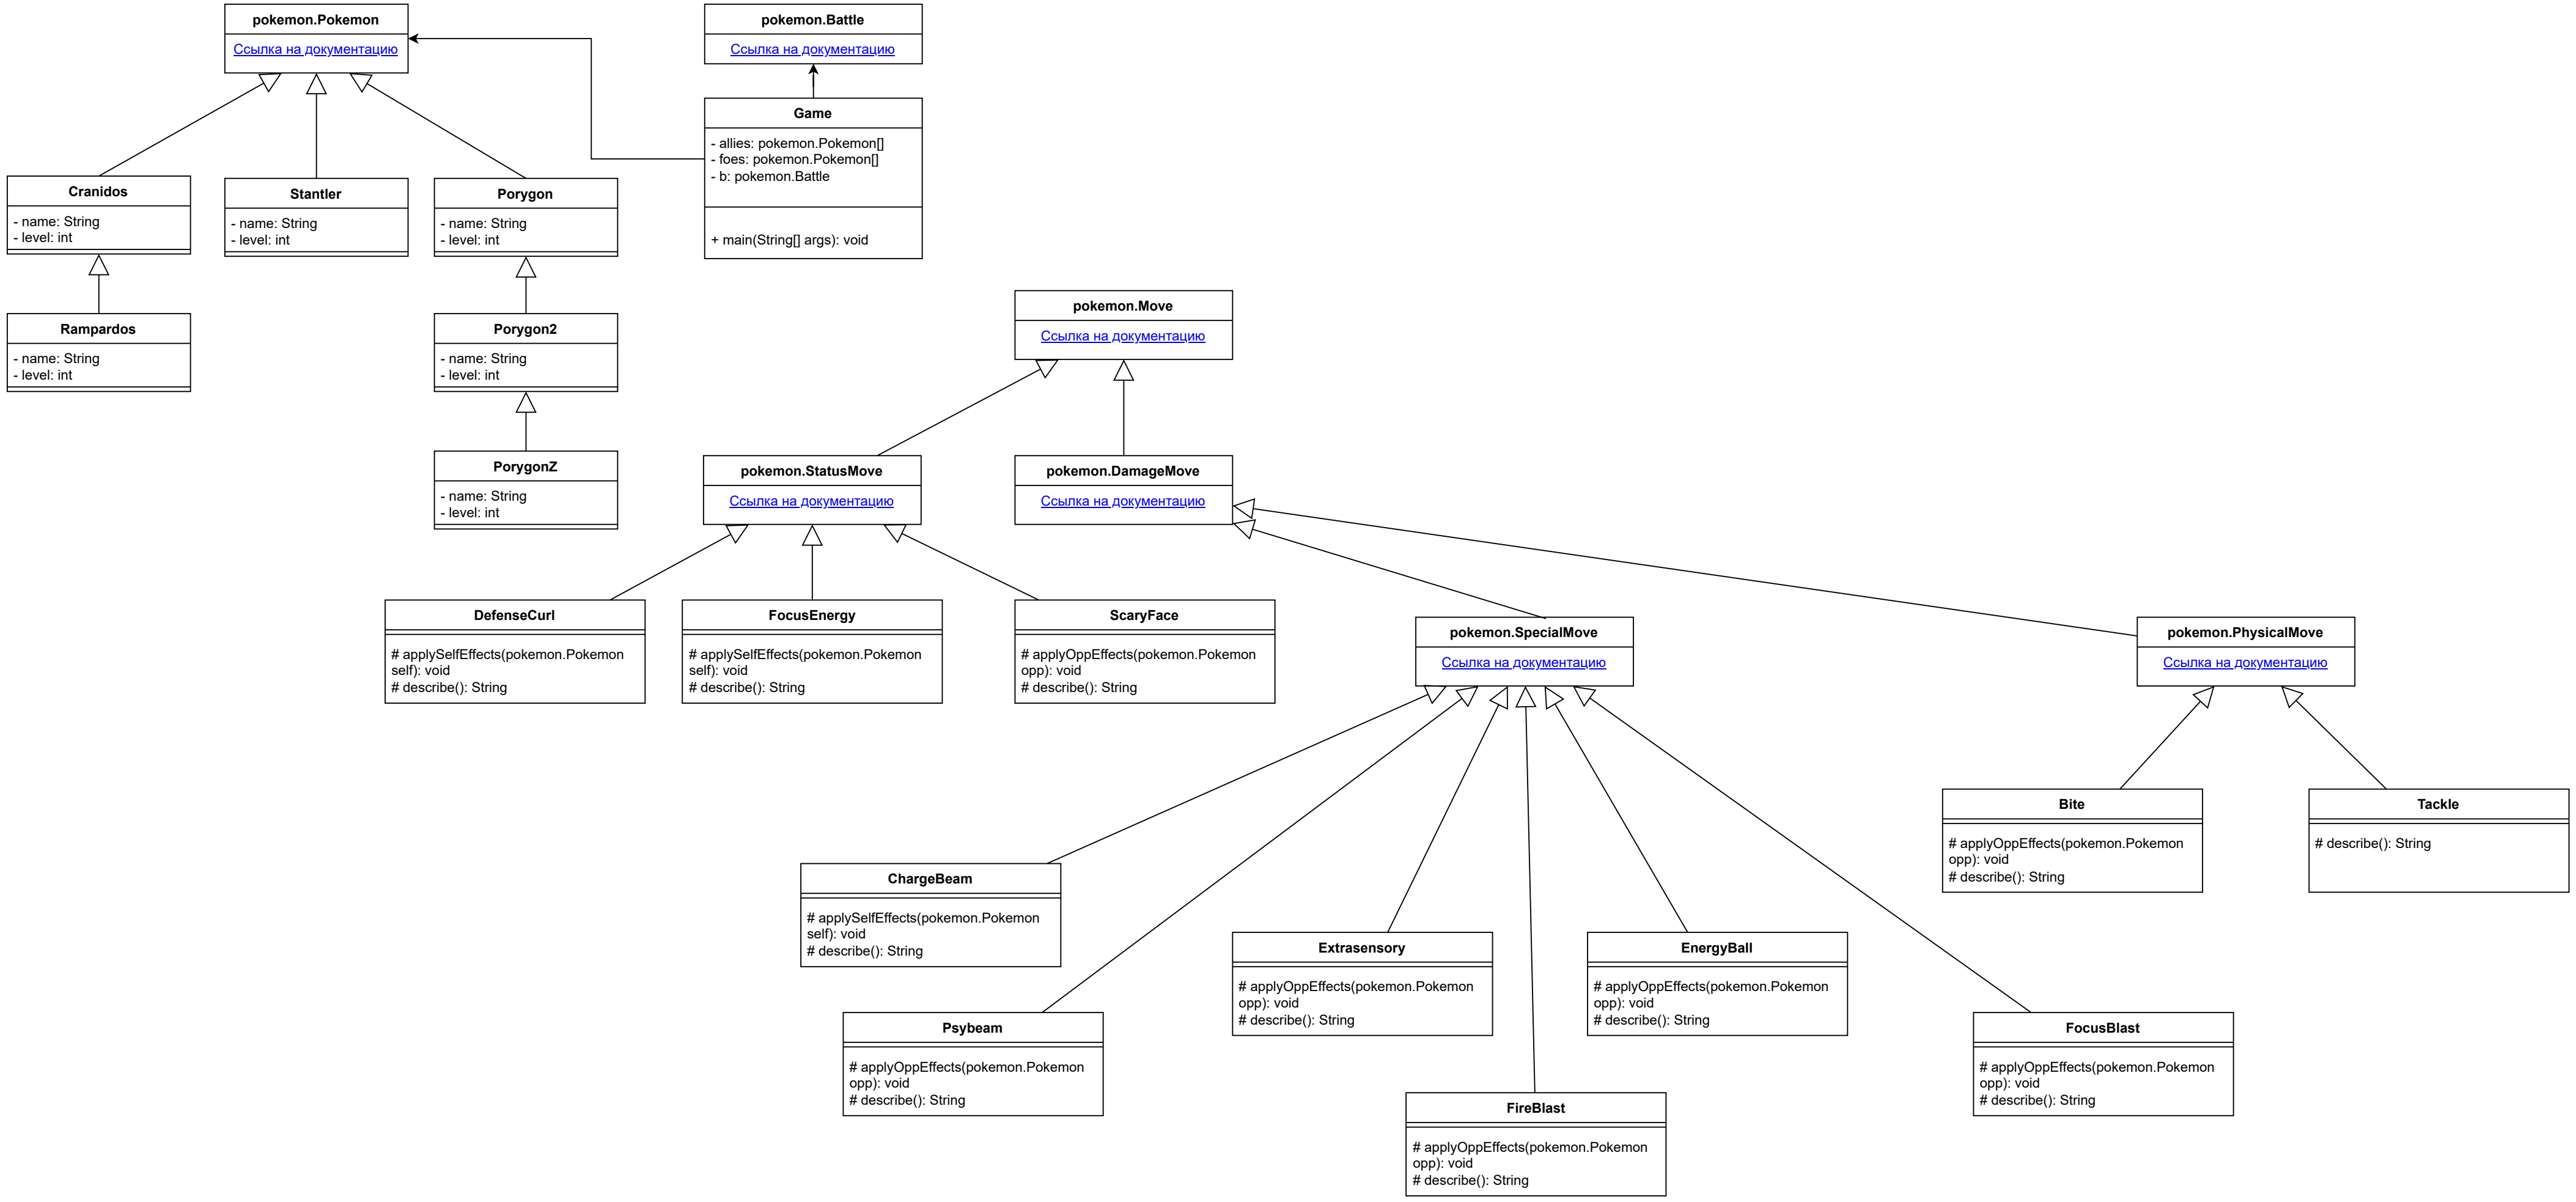 pokemon.Pokemon
Ссылка на документацию
pokemon.Battle
Ссылка на документацию
Game
- allies: pokemon.Pokemon[]
- foes: pokemon.Pokemon[]
- b: pokemon.Battle
+ main(String[] args): void
Cranidos
- name: String
- level: int
Stantler
- name: String
- level: int
Porygon
- name: String
- level: int
Rampardos
- name: String
- level: int
Porygon2
- name: String
- level: int
PorygonZ
- name: String
- level: int
pokemon.Move
Ссылка на документацию
pokemon.StatusMove
Ссылка на документацию
pokemon.DamageMove
Ссылка на документацию
DefenseCurl
# applySelfEffects(pokemon.Pokemon
self): void
# describe(): String
FocusEnergy
# applySelfEffects(pokemon.Pokemon
self): void
# describe(): String
ScaryFace
# applyOppEffects(pokemon.Pokemon
opp): void
# describe(): String
pokemon.SpecialMove
Ссылка на документацию
pokemon.PhysicalMove
Ссылка на документацию
Bite
# applyOppEffects(pokemon.Pokemon
opp): void
# describe(): String
Tackle
# describe(): String
ChargeBeam
# applySelfEffects(pokemon.Pokemon
self): void
# describe(): String
Extrasensory
# applyOppEffects(pokemon.Pokemon
opp): void
# describe(): String
EnergyBall
# applyOppEffects(pokemon.Pokemon
opp): void
# describe(): String
Psybeam
# applyOppEffects(pokemon.Pokemon
opp): void
# describe(): String
FocusBlast
# applyOppEffects(pokemon.Pokemon
opp): void
# describe(): String
FireBlast
# applyOppEffects(pokemon.Pokemon
opp): void
# describe(): String